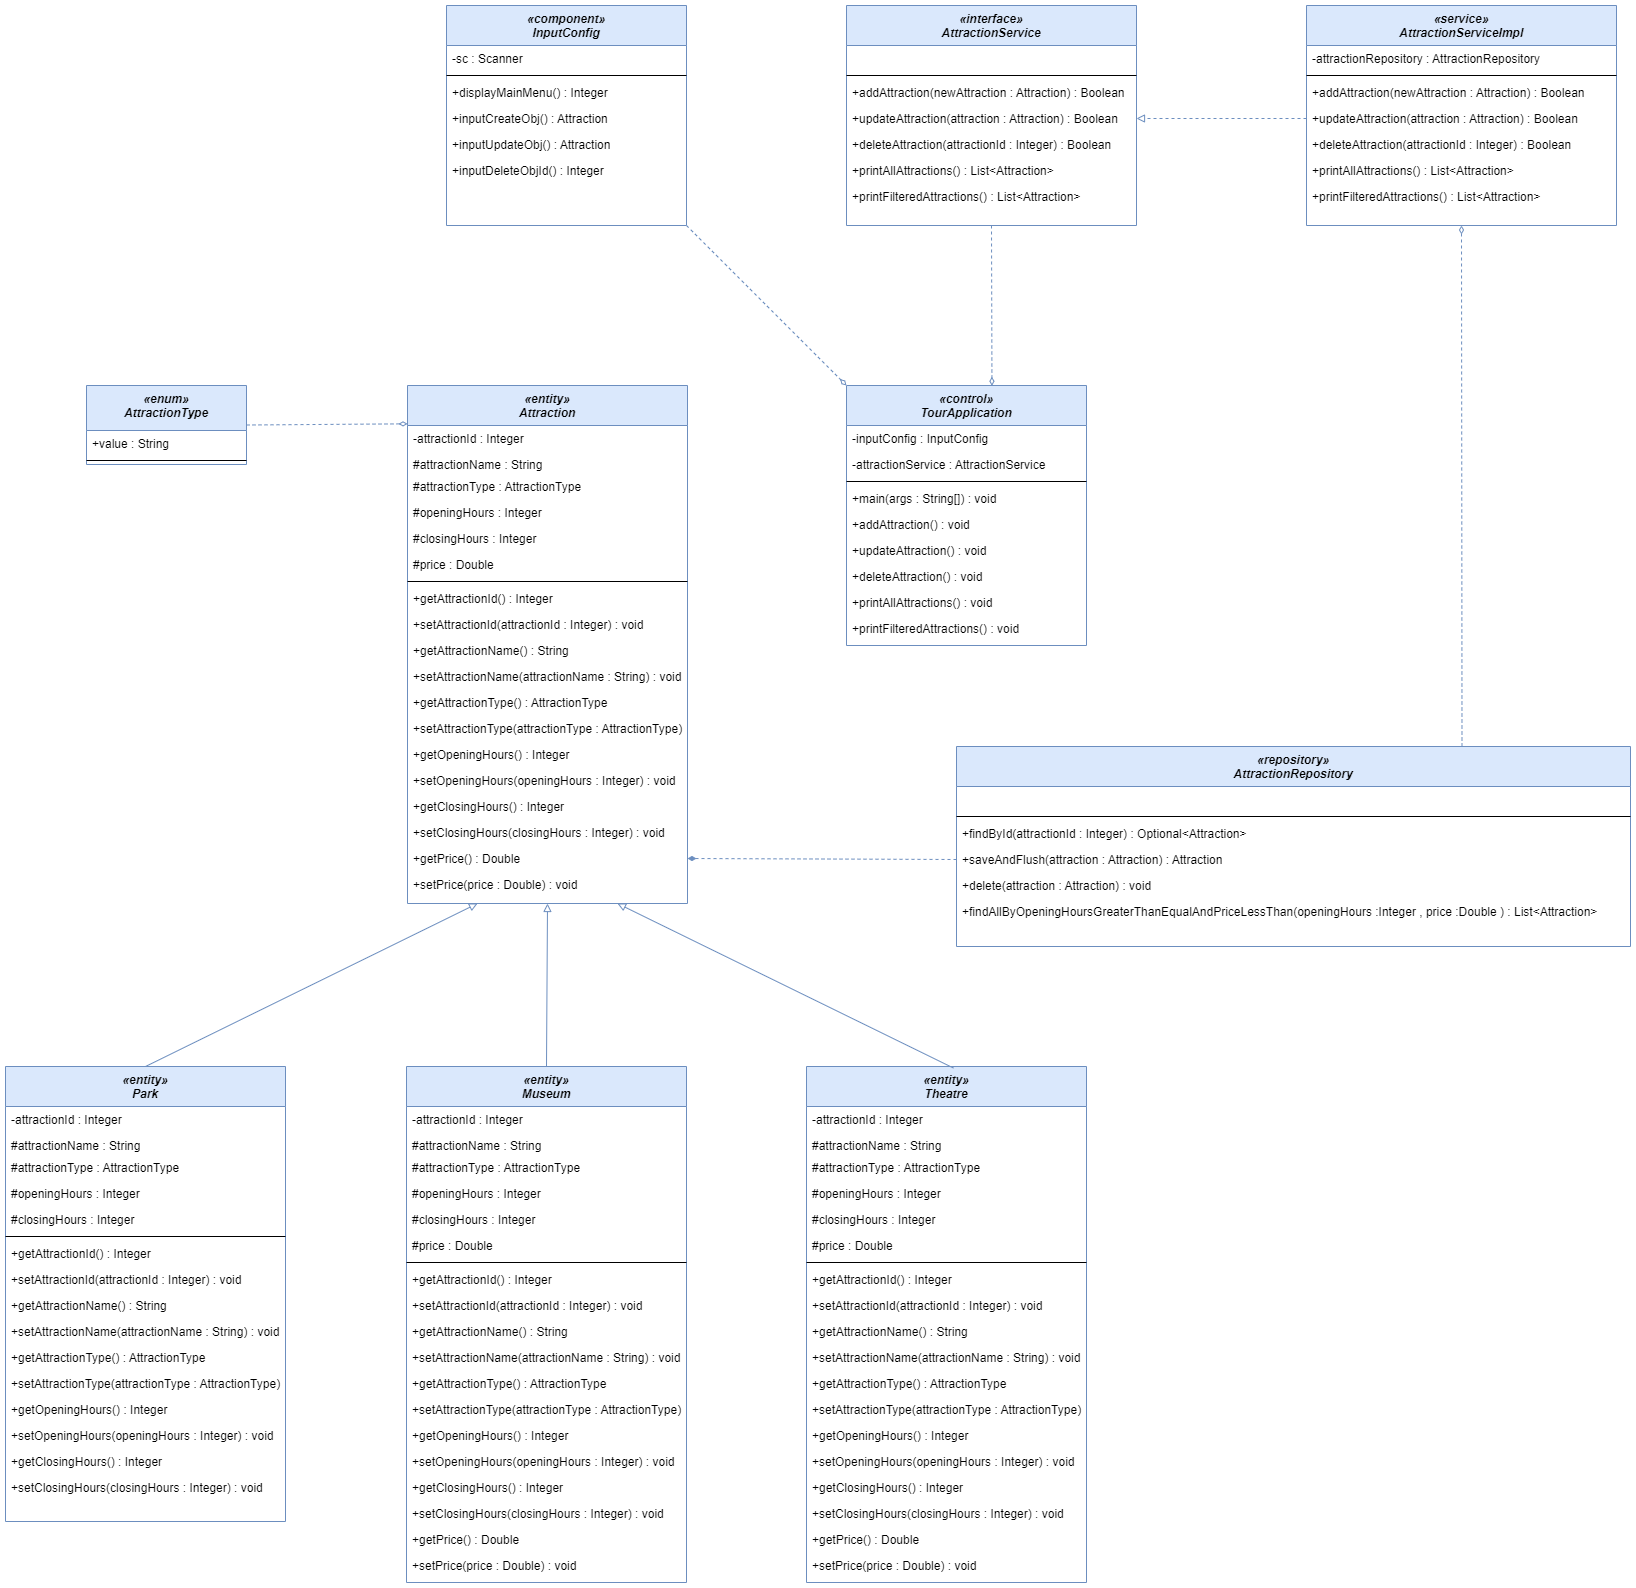 «component»
InputConfig
-sc : Scanner
+displayMainMenu() : Integer
+inputCreateObj() : Attraction
+inputUpdateObj() : Attraction
+inputDeleteObjId() : Integer
«interface»
AttractionService
+addAttraction(newAttraction : Attraction) : Boolean
+updateAttraction(attraction : Attraction) : Boolean
+deleteAttraction(attractionId : Integer) : Boolean
+printAllAttractions() : List<Attraction>
+printFilteredAttractions() : List<Attraction>
«service»
AttractionServiceImpl
-attractionRepository : AttractionRepository
+addAttraction(newAttraction : Attraction) : Boolean
+updateAttraction(attraction : Attraction) : Boolean
+deleteAttraction(attractionId : Integer) : Boolean
+printAllAttractions() : List<Attraction>
+printFilteredAttractions() : List<Attraction>
«enum»
AttractionType
+value : String
«entity»
Attraction
-attractionId : Integer
#attractionName : String
#attractionType : AttractionType
#openingHours : Integer
#closingHours : Integer
#price : Double
+getAttractionId() : Integer
+setAttractionId(attractionId : Integer) : void
+getAttractionName() : String
+setAttractionName(attractionName : String) : void
+getAttractionType() : AttractionType
+setAttractionType(attractionType : AttractionType)
+getOpeningHours() : Integer
+setOpeningHours(openingHours : Integer) : void
+getClosingHours() : Integer
+setClosingHours(closingHours : Integer) : void
+getPrice() : Double
+setPrice(price : Double) : void
«control»
TourApplication
-inputConfig : InputConfig
-attractionService : AttractionService
+main(args : String[]) : void
+addAttraction() : void
+updateAttraction() : void
+deleteAttraction() : void
+printAllAttractions() : void
+printFilteredAttractions() : void
«repository»
AttractionRepository
+findById(attractionId : Integer) : Optional<Attraction>
+saveAndFlush(attraction : Attraction) : Attraction
+delete(attraction : Attraction) : void
+findAllByOpeningHoursGreaterThanEqualAndPriceLessThan(openingHours :Integer , price :Double ) : List<Attraction>
«entity»
Park
-attractionId : Integer
#attractionName : String
#attractionType : AttractionType
#openingHours : Integer
#closingHours : Integer
+getAttractionId() : Integer
+setAttractionId(attractionId : Integer) : void
+getAttractionName() : String
+setAttractionName(attractionName : String) : void
+getAttractionType() : AttractionType
+setAttractionType(attractionType : AttractionType)
+getOpeningHours() : Integer
+setOpeningHours(openingHours : Integer) : void
+getClosingHours() : Integer
+setClosingHours(closingHours : Integer) : void
«entity»
Museum
-attractionId : Integer
#attractionName : String
#attractionType : AttractionType
#openingHours : Integer
#closingHours : Integer
#price : Double
+getAttractionId() : Integer
+setAttractionId(attractionId : Integer) : void
+getAttractionName() : String
+setAttractionName(attractionName : String) : void
+getAttractionType() : AttractionType
+setAttractionType(attractionType : AttractionType)
+getOpeningHours() : Integer
+setOpeningHours(openingHours : Integer) : void
+getClosingHours() : Integer
+setClosingHours(closingHours : Integer) : void
+getPrice() : Double
+setPrice(price : Double) : void
«entity»
Theatre
-attractionId : Integer
#attractionName : String
#attractionType : AttractionType
#openingHours : Integer
#closingHours : Integer
#price : Double
+getAttractionId() : Integer
+setAttractionId(attractionId : Integer) : void
+getAttractionName() : String
+setAttractionName(attractionName : String) : void
+getAttractionType() : AttractionType
+setAttractionType(attractionType : AttractionType)
+getOpeningHours() : Integer
+setOpeningHours(openingHours : Integer) : void
+getClosingHours() : Integer
+setClosingHours(closingHours : Integer) : void
+getPrice() : Double
+setPrice(price : Double) : void